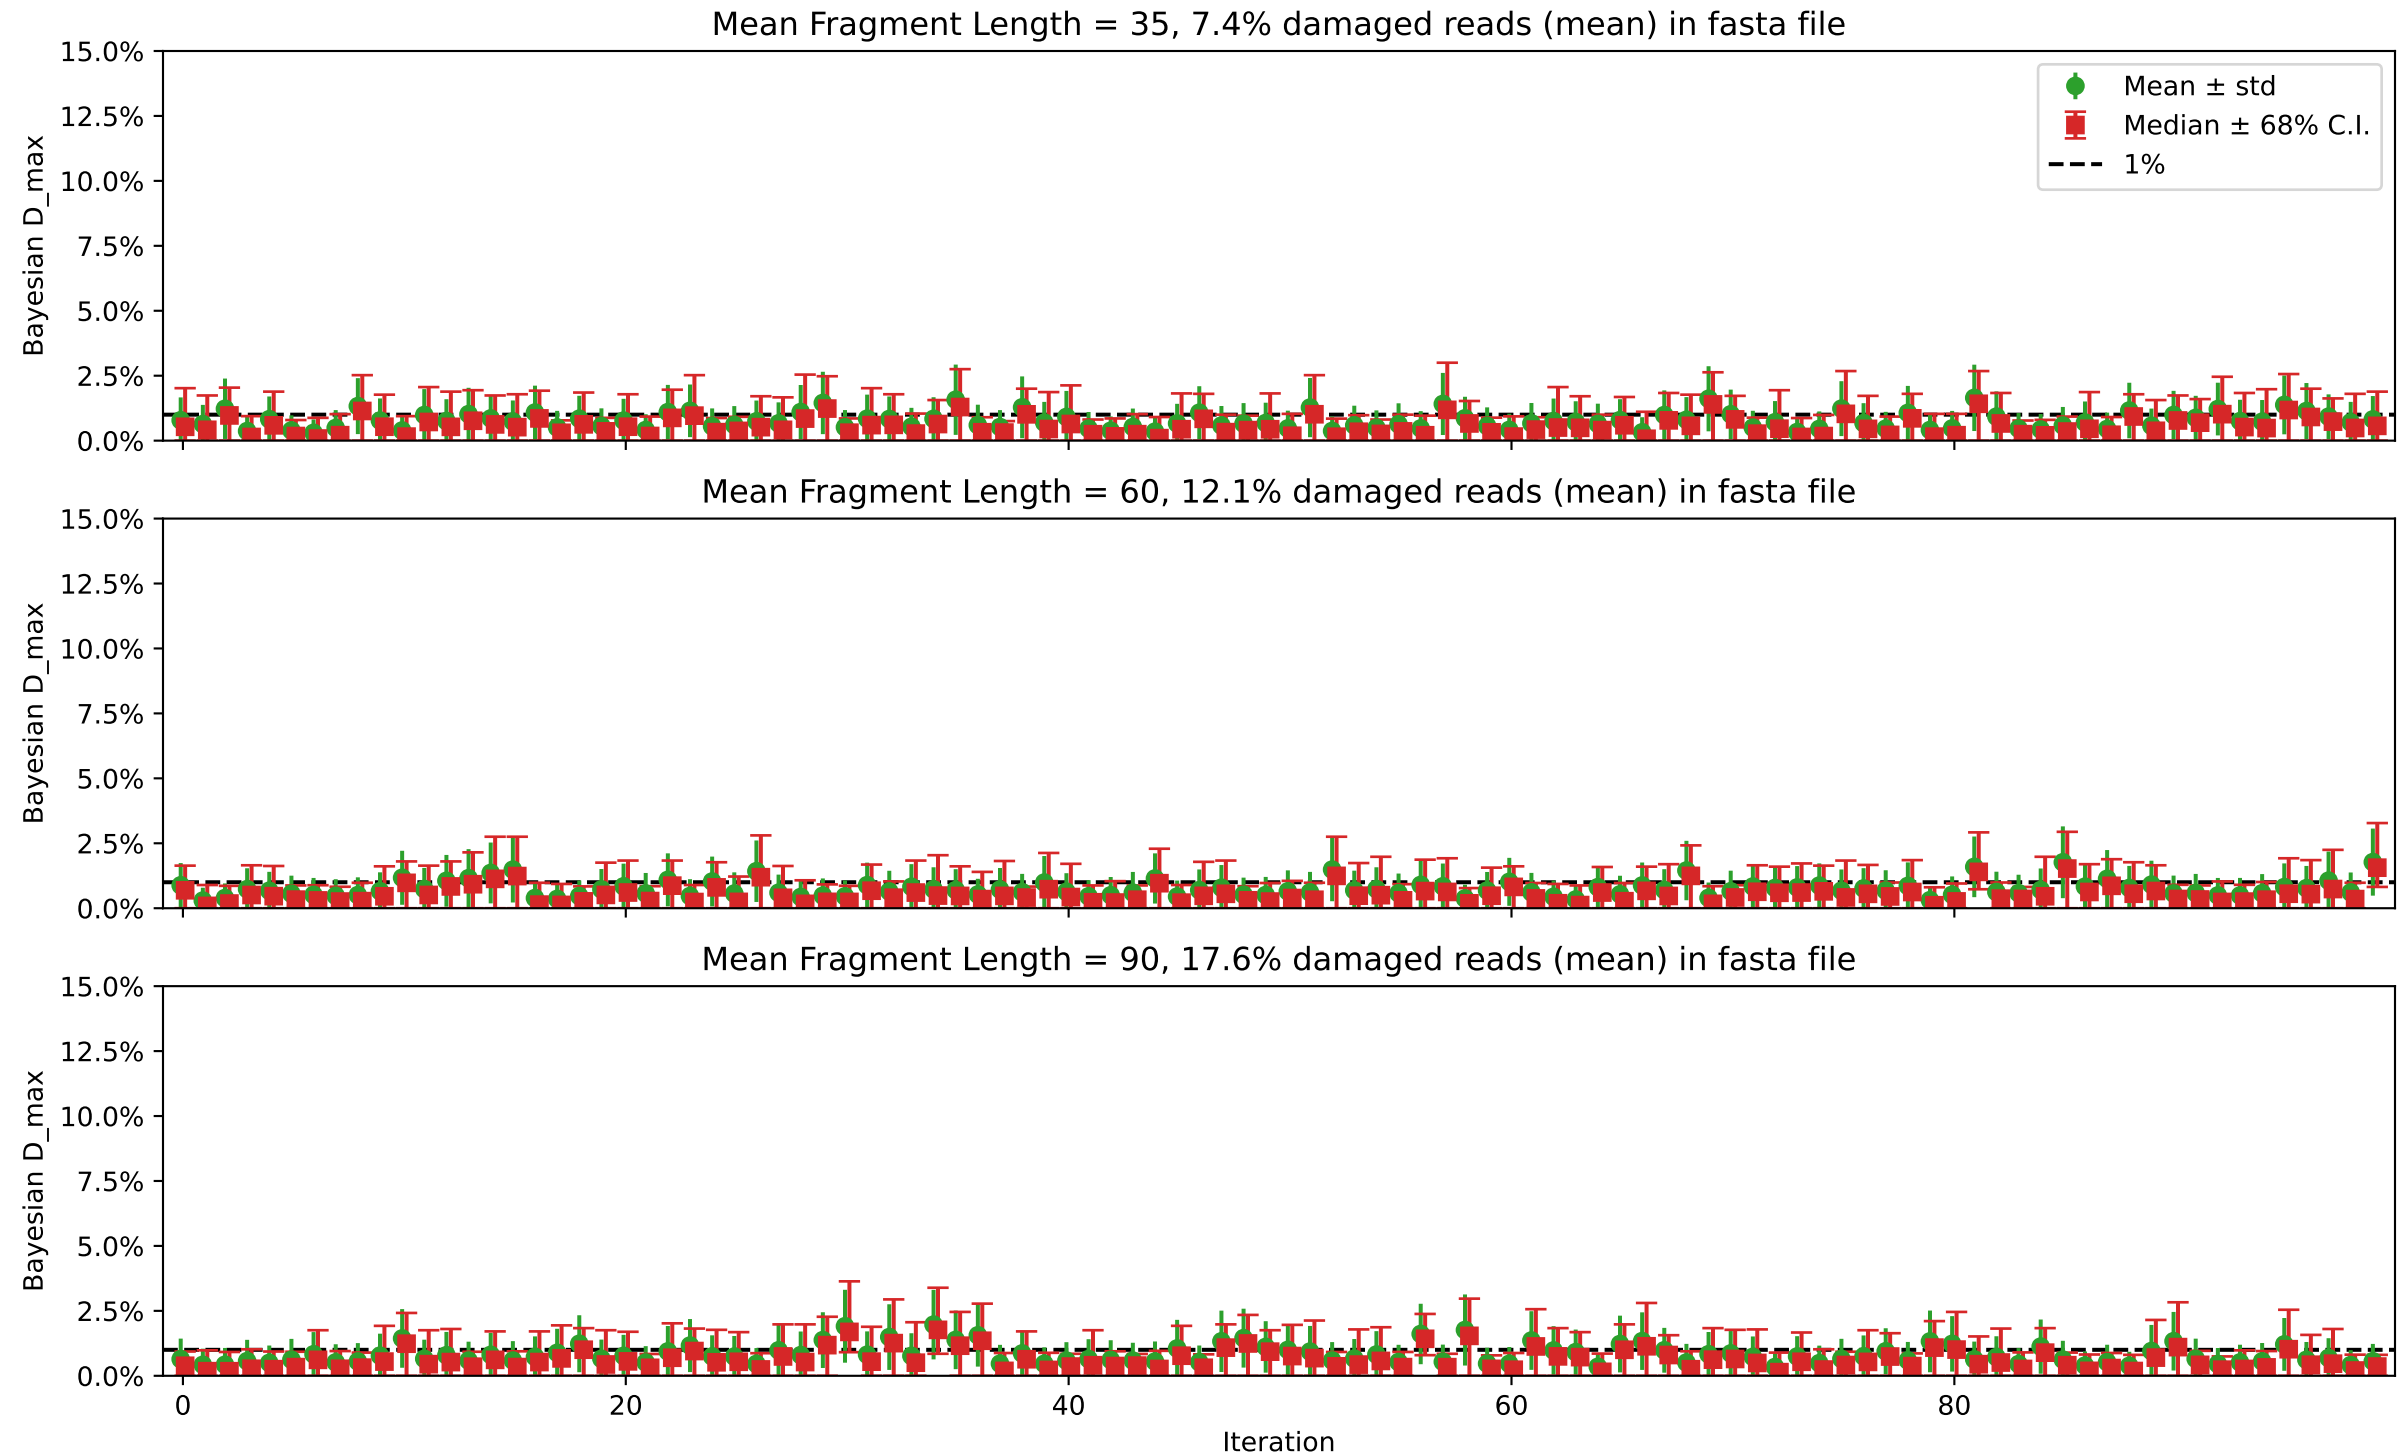 Mean Fragment Length = 35, 7.4% damaged reads (mean) in fasta file
15.0%
12.5%
10.0%
7.5%
5.0%
2.5%
0.0%
Bayesian D_max
Mean ± std
Median ± 68% C.I.
1%
Mean Fragment Length = 60, 12.1% damaged reads (mean) in fasta file
15.0%
12.5%
10.0%
7.5%
5.0%
2.5%
0.0%
Bayesian D_max
Mean Fragment Length = 90, 17.6% damaged reads (mean) in fasta file
15.0%
12.5%
10.0%
7.5%
5.0%
2.5%
0.0%
Bayesian D_max
0 20 40 60 80
Iteration